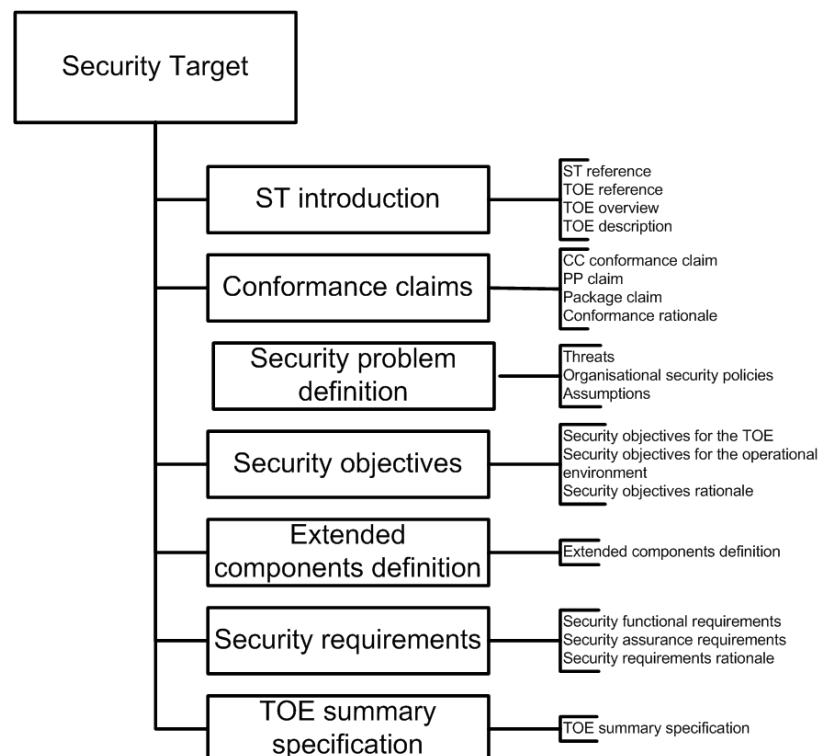 Security Target
ST introduction
ST reference
TOE reference
TOE overview
TOE description
Conformance claims
CC conformance claim
PP claim
Package claim
Conformance rationale
Security problem
definition
Threats
Organisational security policies
Assumptions
Security objectives
Security objectives for the TOE
Security objectives for the operational
environment
Security objectives rationale
Extended
components definition
Extended components definition
Security requirements
Security functional requirements
Security assurance requirements
Security requirements rationale
TOE summary
specification
TOE summary specification